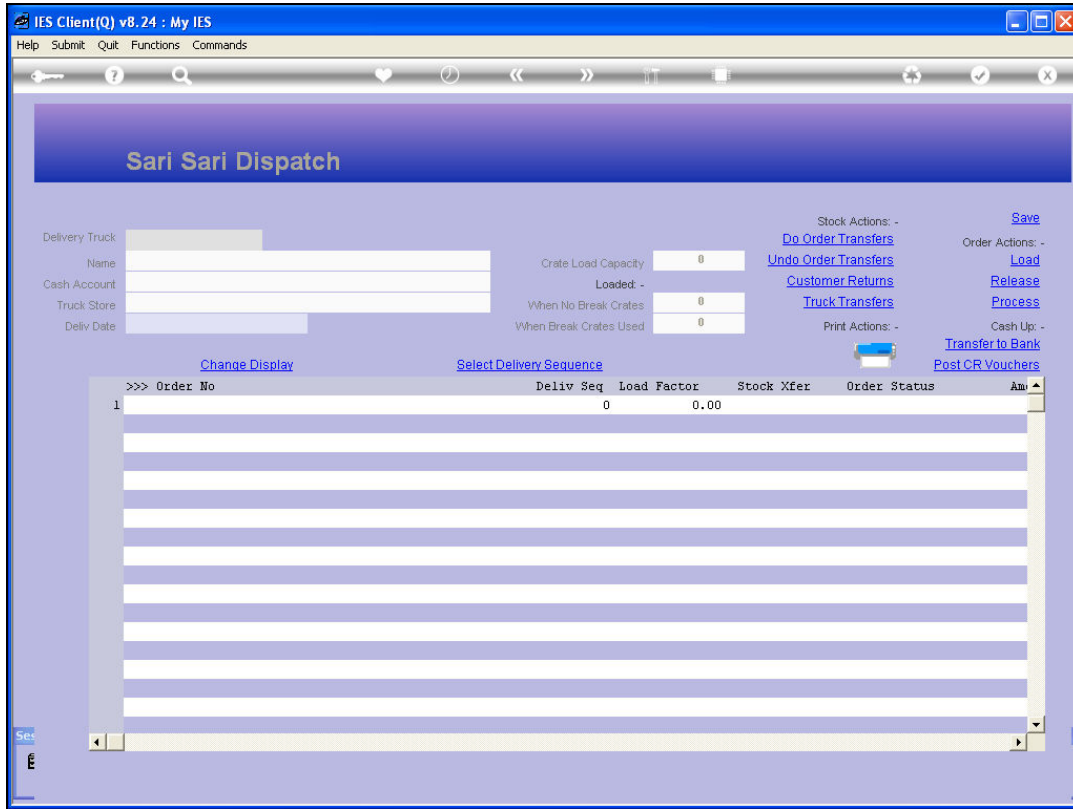 IES Client(Q) v8.24 : My IES
Help Submit Quit Functions Commands
Sari Sari Dispatch
Stock Actions: - Save
Delivery Truck Do Order Transfers Order Actions: -
Name Crate Load Capacity 0 Undo Order Transfers Load
Cash Account Loaded: - Customer Returns Release
Truck Store When No Break Crates 0 Truck Transfers Process
Deliv Date When Break Crates Used 0 Print Actions: - Cash Up: -
Transfer to Bank
Change Display Select Delivery Sequence Post CR Vouchers
>>> Order No Deliv Seq Load Factor Stock Xfer Order Status
1 0 0.00